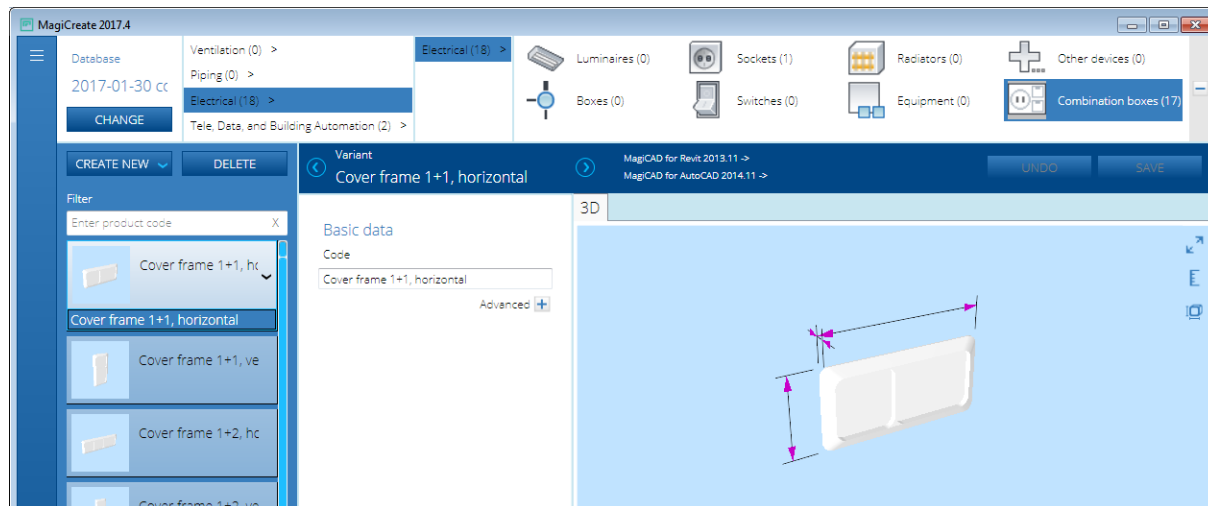 MagiCreate 2017.4
Database
2017-01-30 cc
CHANGE
Ventilation (0) >
Piping (0) >
Electrical (18) >
Tele, Data, and Building Automation (2) >
Electrical (18) >
Luminaires (0)
Sockets (1)
Radiators (0)
Other devices (0)
Boxes (0)
Switches (0)
Equipment (0)
Combination boxes (17)
CREATE NEW
DELETE
Filter
Enter product code X
Cover frame 1+1, hc
Cover frame 1+1, horizontal
Cover frame 1+1, ve
Cover frame 1+2, hc
Cover frame 1+2, ve
Variant
Cover frame 1+1, horizontal
MagiCAD for Revit 2013.11 ->
MagiCAD for AutoCAD 2014.11 ->
UNDO
SAVE
Basic data
Code
Cover frame 1+1, horizontal
Advanced +
3D